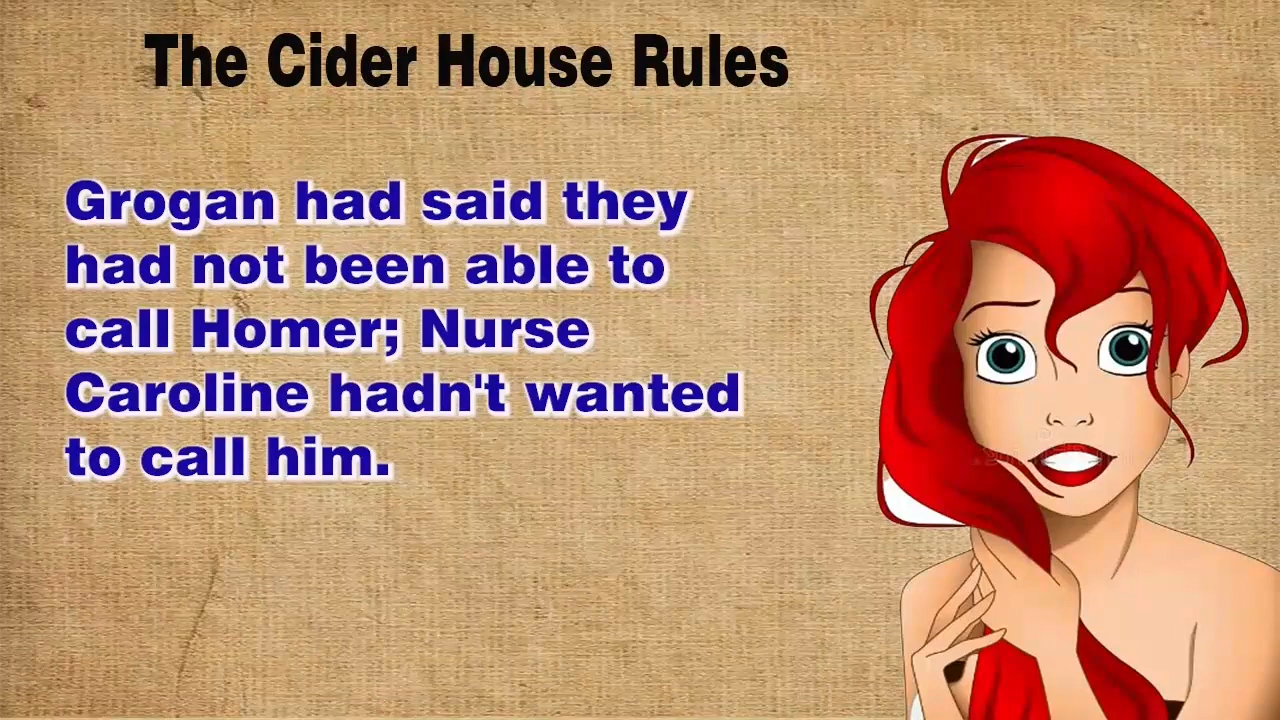 The Cider House Rules
Grogan had said they
had not been able to
call Homer; Nurse
Caroline hadn't wanted
to call him.